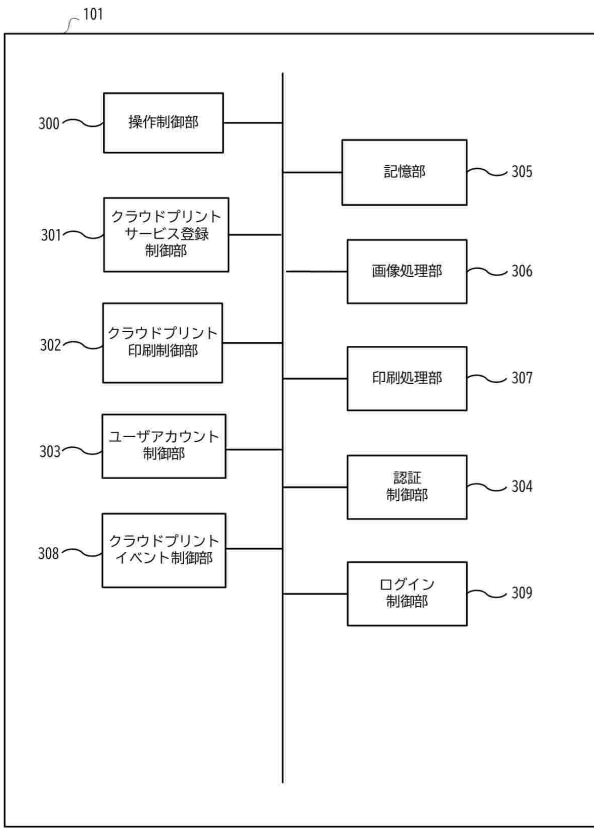 101
300
操作制御部
301
クラウドプリント
サービス登録
制御部
302
クラウドプリント
印刷制御部
303
ユーザアカウント
制御部
308
クラウドプリント
イベント制御部
記憶部
305
画像処理部
306
印刷処理部
307
認証
制御部
304
ログイン
制御部
309